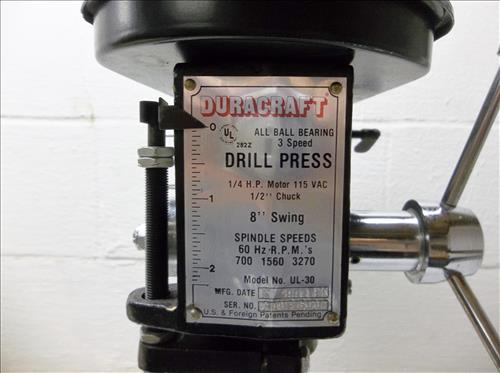 DURACRAFT®
0
UL
282Z
ALL BALL BEARING
3 Speed
DRILL PRESS
1/4 H.P. Motor 115 VAC
1/2'' Chuck
1
8'' Swing
SPINDLE SPEEDS
60 Hz-R.P.M.'s
700 1560 3270
2
Model No. UL-30
MFG. DATE
SER. NO.
U.S. & Foreign Patents Pending